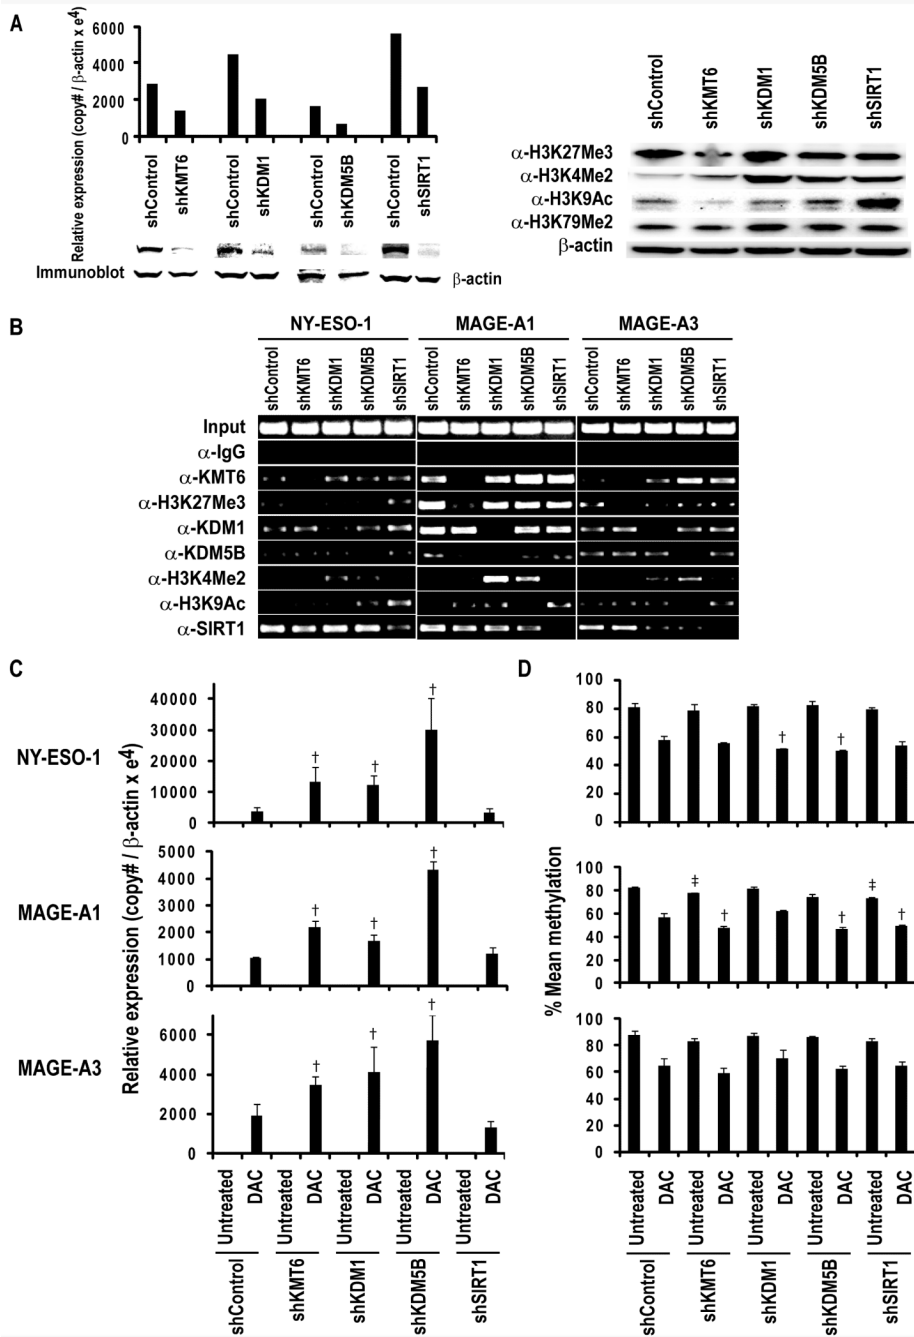 A
Relative expression (copy# / β-actin x e4)
6000
4000
2000
0
shControl
shKMT6
shControl
shKDM1
shControl
shKDM5B
shControl
shSIRT1
Immunoblot
β-actin
shControl
shKMT6
shKDM1
shKDM5B
shSIRT1
α-H3K27Me3
α-H3K4Me2
α-H3K9Ac
α-H3K79Me2
β-actin
B
NY-ESO-1 MAGE-A1 MAGE-A3
shControl shKMT6 shKDM1 shKDM5B shSIRT1 shControl shKMT6 shKDM1 shKDM5B shSIRT1 shControl shKMT6 shKDM1 shKDM5B shSIRT1
Input
α-IgG
α-KMT6
α-H3K27Me3
α-KDM1
α-KDM5B
α-H3K4Me2
α-H3K9Ac
α-SIRT1
C
Relative expression (copy# / β-actin x e4)
NY-ESO-1
40000
30000
20000
10000
0
† † †
MAGE-A1
5000
4000
3000
2000
1000
0
† † †
MAGE-A3
6000
4000
2000
0
† † †
Untreated DAC Untreated DAC Untreated DAC Untreated DAC Untreated DAC
shControl shKMT6 shKDM1 shKDM5B shSIRT1
D
% Mean methylation
100
80
60
40
20
0
† †
100
80
60
40
20
0
‡ † † ‡ †
100
80
60
40
20
0
Untreated DAC Untreated DAC Untreated DAC Untreated DAC Untreated DAC
shControl shKMT6 shKDM1 shKDM5B shSIRT1